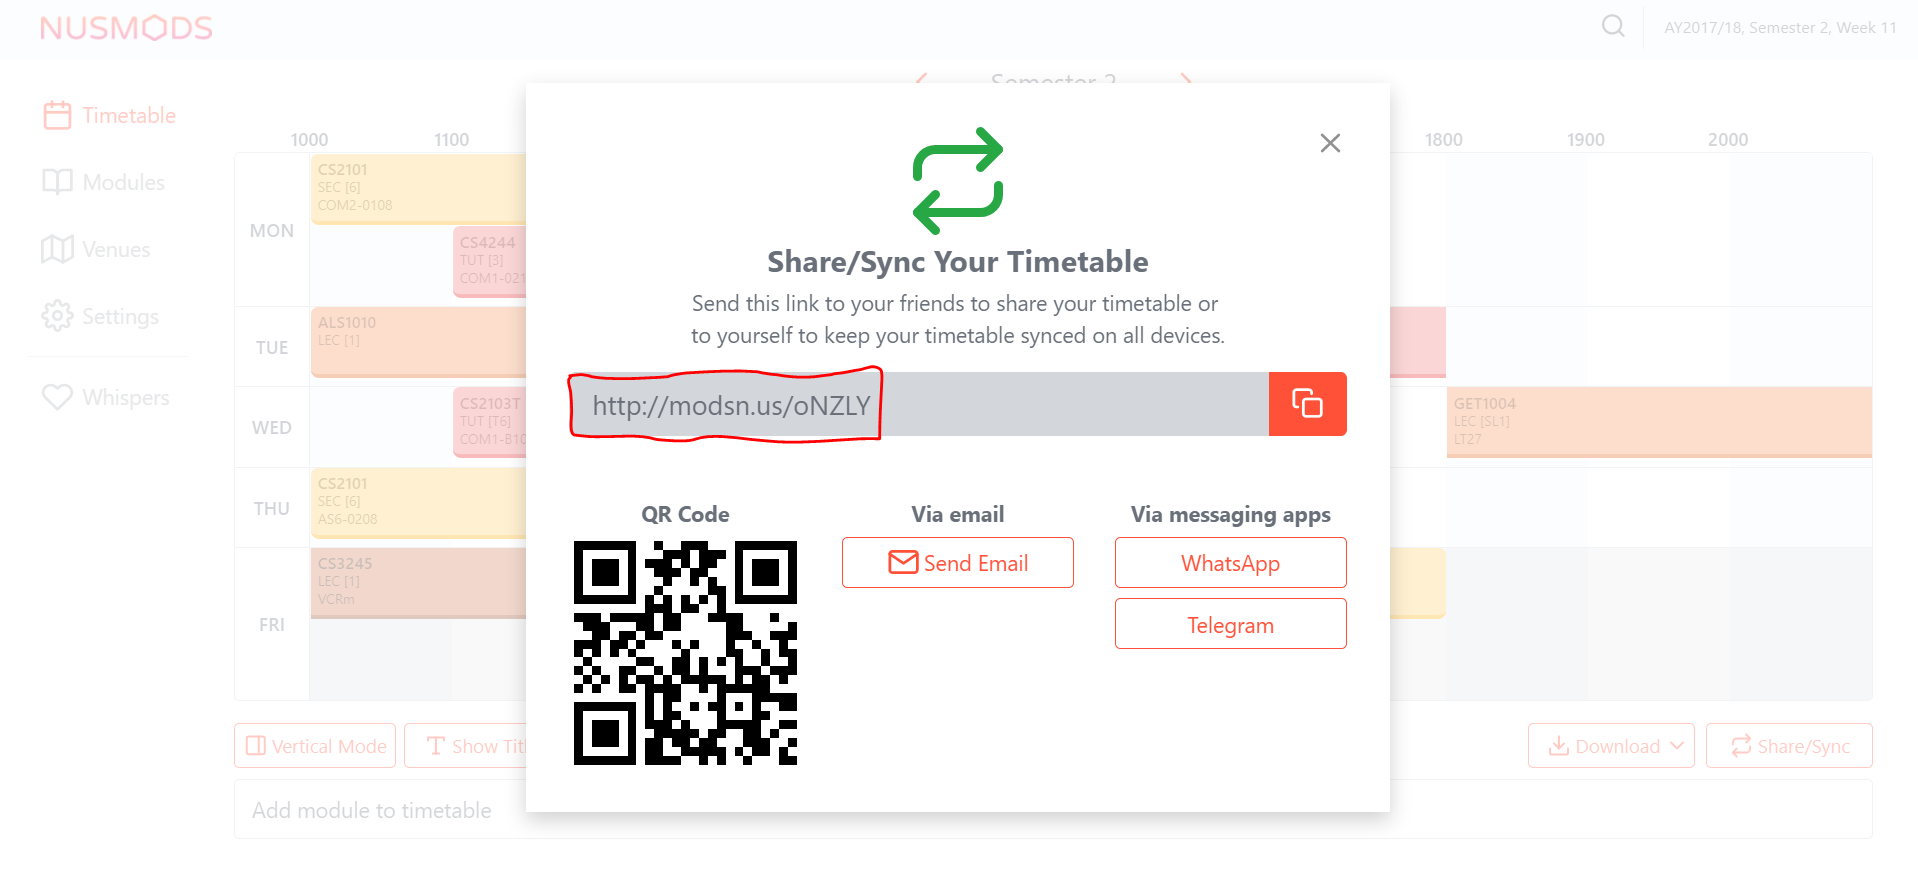 NUSMODS
AY2017/18, Semester 2, Week 11
Semester 2
Timetable
Modules
Venues
Settings
Whispers
1000
1100
1800
1900
2000
MON
CS2101
SEC [6]
COM2-0108
CS4244
TUT [3]
COM1-021
TUE
ALS1010
LEC [1]
WED
CS2103T
TUT [T6]
COM1-B10
GET1004
LEC [SL1]
LT27
THU
CS2101
SEC [6]
AS6-0208
FRI
CS3245
LEC [1]
VCRm
Share/Sync Your Timetable
Send this link to your friends to share your timetable or
to yourself to keep your timetable synced on all devices.
http://modsn.us/oNZLY
QR Code
Via email
Via messaging apps
Send Email
WhatsApp
Telegram
Vertical Mode
Show Tit
Download
Share/Sync
Add module to timetable